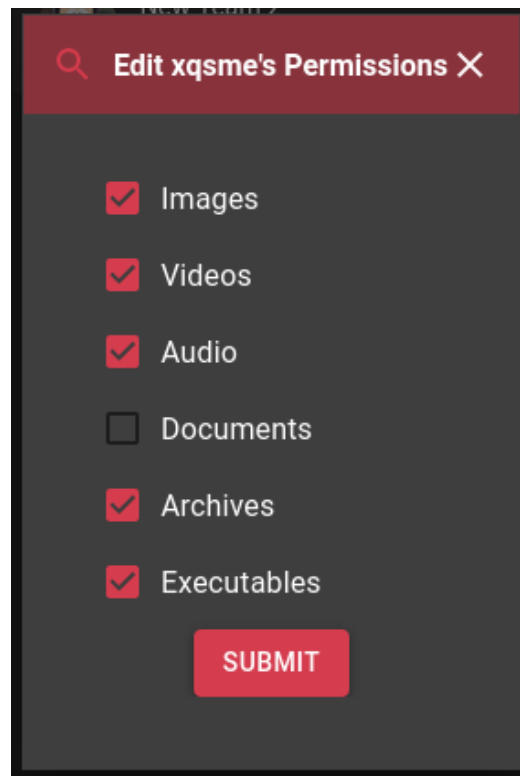 Edit xqsme's Permissions
Images
Videos
Audio
Documents
Archives
Executables
SUBMIT